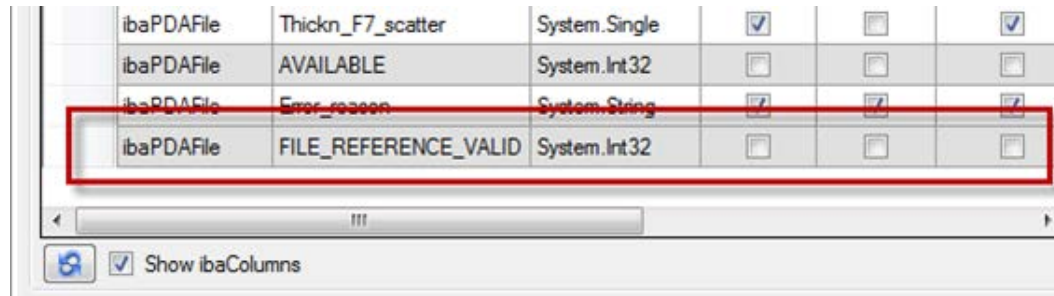 ibaPDAFile Thickn_F7_scatter System.Single
ibaPDAFile AVAILABLE System.Int32
ibaPDAFile Error_reason System.String
ibaPDAFile FILE_REFERENCE_VALID System.Int32
Show ibaColumns